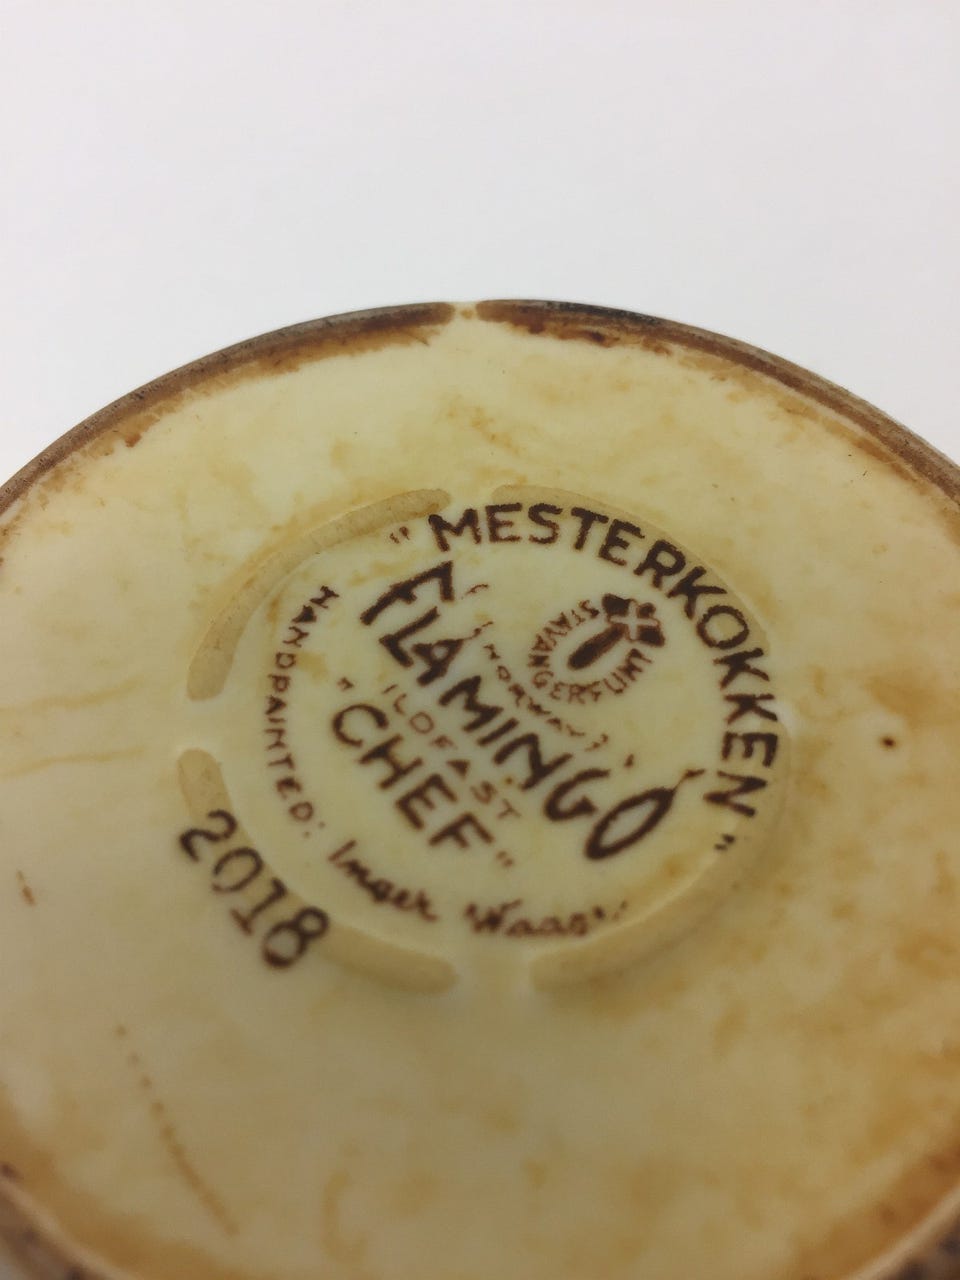 "MESTERKOKKEN"
STAVANGERFLINT
NORWAY
FLAMINGO
ILDFAST
"CHEF"
HANDPAINTED: Inger Waage
2018